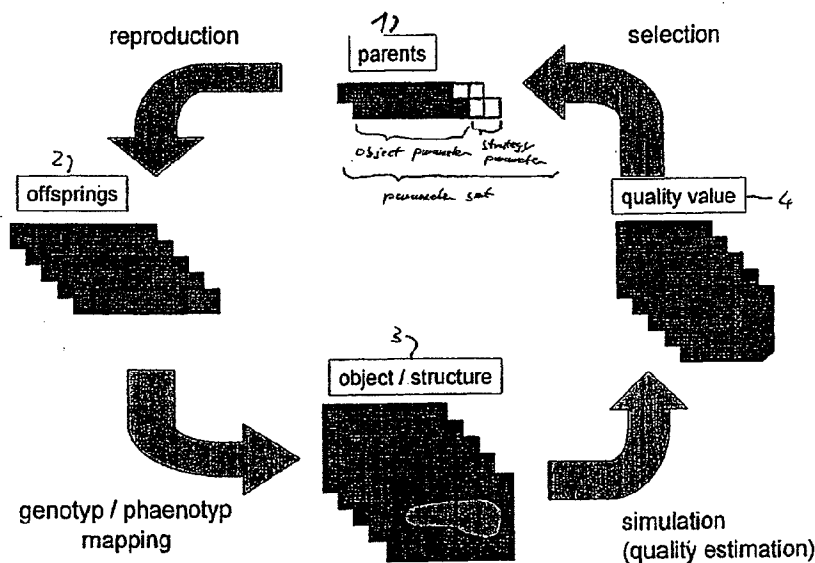 reproduction
1)
selection
parents
object parameter
strategy parameter
parameter set
2)
offsprings
quality value
4
3
object / structure
genotyp / phaenotyp
mapping
simulation
(quality estimation)